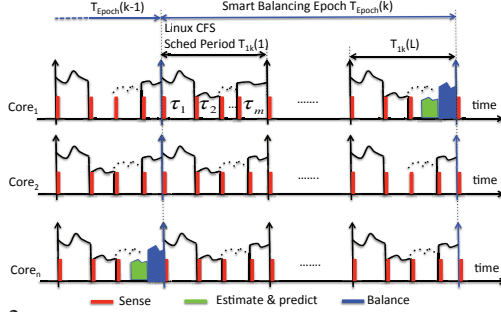 T_Epoch(k-1) Smart Balancing Epoch T_Epoch(k)
Linux CFS
Sched Period T_1k(1) T_1k(L)
Core_1 τ_1 τ_2 ... τ_m ....... time
Core_2 ....... time
Core_n ....... time
Sense Estimate & predict Balance